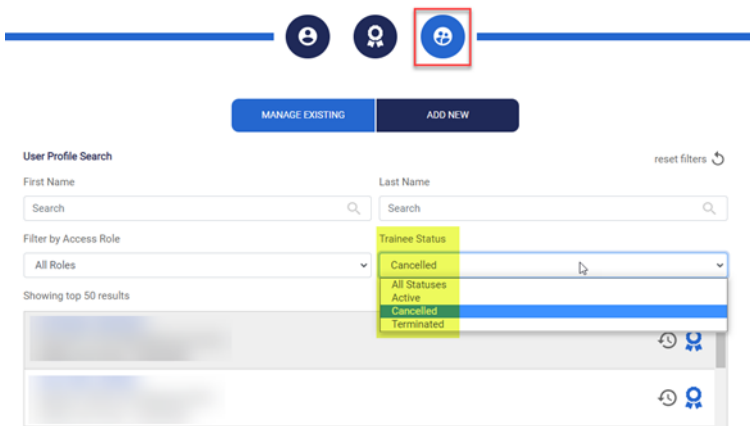 MANAGE EXISTING
ADD NEW
User Profile Search
reset filters
First Name
Last Name
Search
Search
Filter by Access Role
Trainee Status
All Roles
Cancelled
All Statuses
Active
Cancelled
Terminated
Showing top 50 results